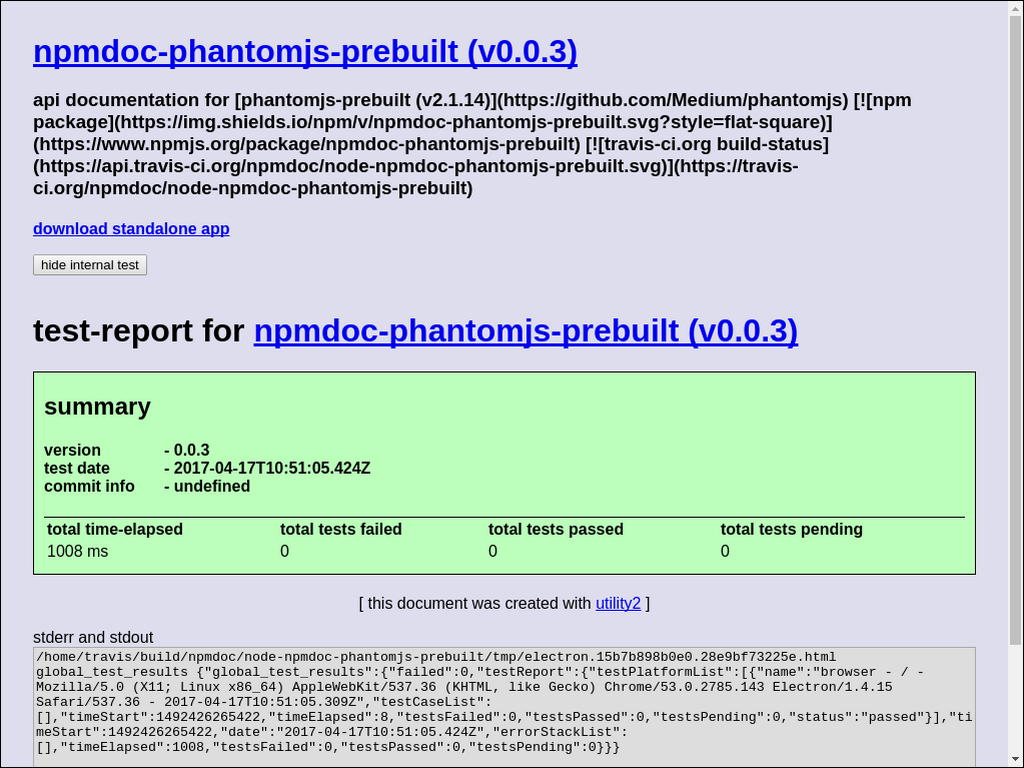 npmdoc-phantomjs-prebuilt (v0.0.3)
api documentation for [phantomjs-prebuilt (v2.1.14)](https://github.com/Medium/phantomjs) [![npm
package](https://img.shields.io/npm/v/npmdoc-phantomjs-prebuilt.svg?style=flat-square)]
(https://www.npmjs.org/package/npmdoc-phantomjs-prebuilt) [![travis-ci.org build-status]
(https://api.travis-ci.org/npmdoc/node-npmdoc-phantomjs-prebuilt.svg)](https://travis-
ci.org/npmdoc/node-npmdoc-phantomjs-prebuilt)
download standalone app
hide internal test
test-report for npmdoc-phantomjs-prebuilt (v0.0.3)
summary
version - 0.0.3
test date - 2017-04-17T10:51:05.424Z
commit info - undefined
total time-elapsed total tests failed total tests passed total tests pending
1008 ms 0 0 0
[ this document was created with utility2 ]
stderr and stdout
/home/travis/build/npmdoc/node-npmdoc-phantomjs-prebuilt/tmp/electron.15b7b898b0e0.28e9bf73225e.html
global_test_results {"global_test_results":{"failed":0,"testReport":{"testPlatformList":[{"name":"browser - / -
Mozilla/5.0 (X11; Linux x86_64) AppleWebKit/537.36 (KHTML, like Gecko) Chrome/53.0.2785.143 Electron/1.4.15
Safari/537.36 - 2017-04-17T10:51:05.309Z","testCaseList":
[],"timeStart":1492426265422,"timeElapsed":8,"testsFailed":0,"testsPassed":0,"testsPending":0,"status":"passed"}],"ti
meStart":1492426265422,"date":"2017-04-17T10:51:05.424Z","errorStackList":
[],"timeElapsed":1008,"testsFailed":0,"testsPassed":0,"testsPending":0}}}